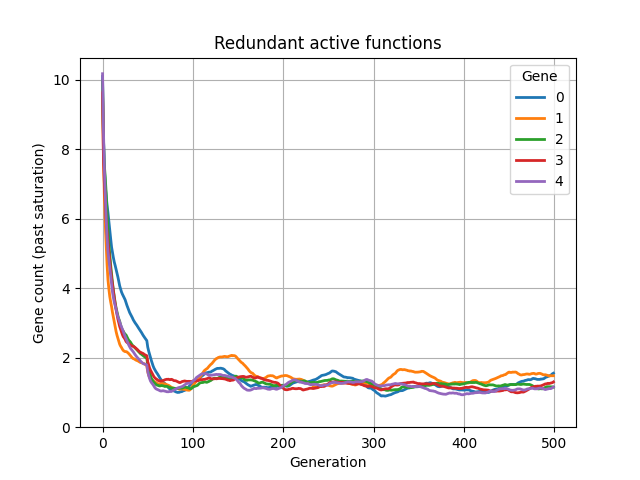 Redundant active functions
Gene count (past saturation)
10
8
6
4
2
0
0 100 200 300 400 500
Generation
Gene
0
1
2
3
4